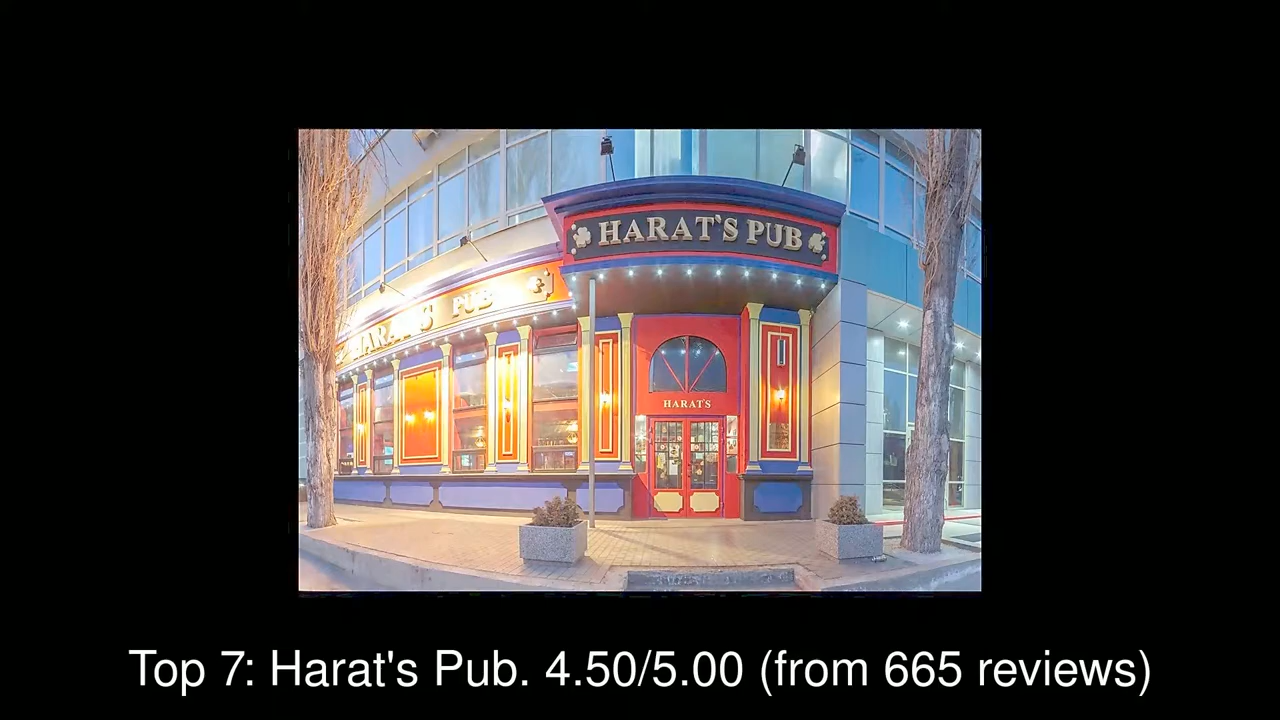 HARAT'S PUB
HARAT'S PUB
HARAT'S
Top 7: Harat's Pub. 4.50/5.00 (from 665 reviews)